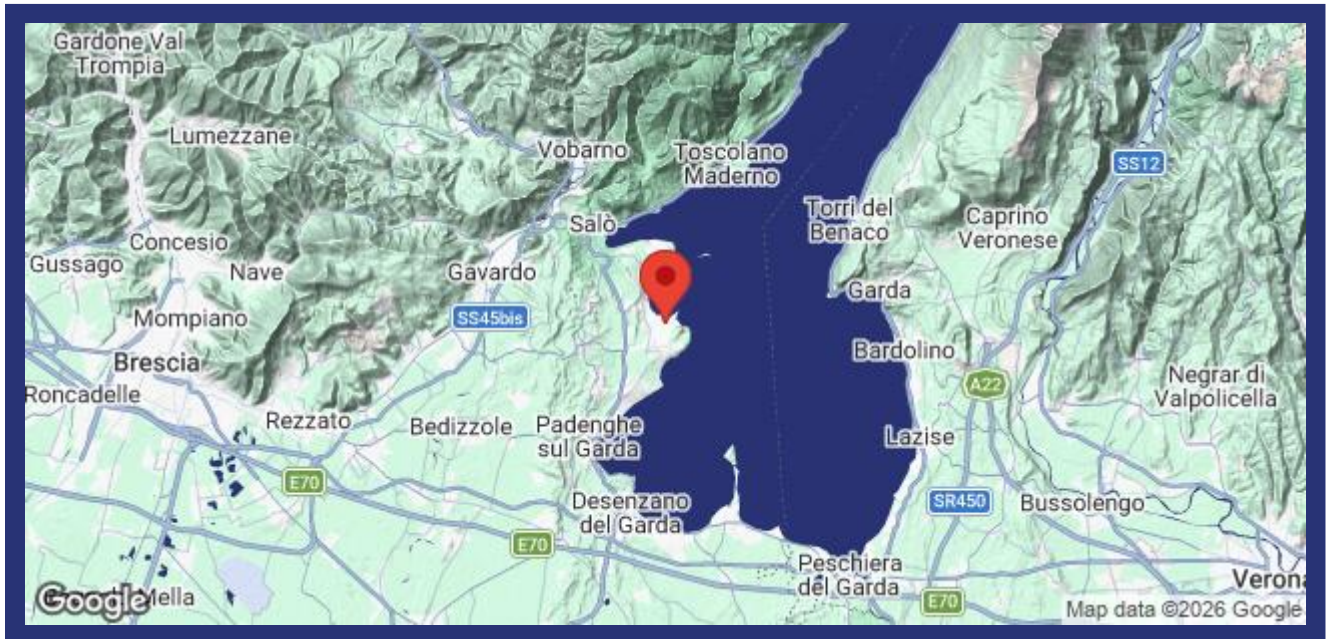 Gardone Val
Trompia
Lumezzane
Vobarno
Toscolano
Maderno
SS12
Torri del
Benaco
Caprino
Veronese
Salò
Concesio
Gussago
Nave
Gavardo
Garda
Mompiano
SS45bis
Bardolino
Brescia
A22
Negrar di
Valpolicella
Roncadelle
Rezzato
Bedizzole
Padenghe
sul Garda
Lazise
E70
Desenzano
del Garda
SR450
Bussolengo
E70
Peschiera
del Garda
Verona
E70
Mella
Google
Map data ©2026 Google